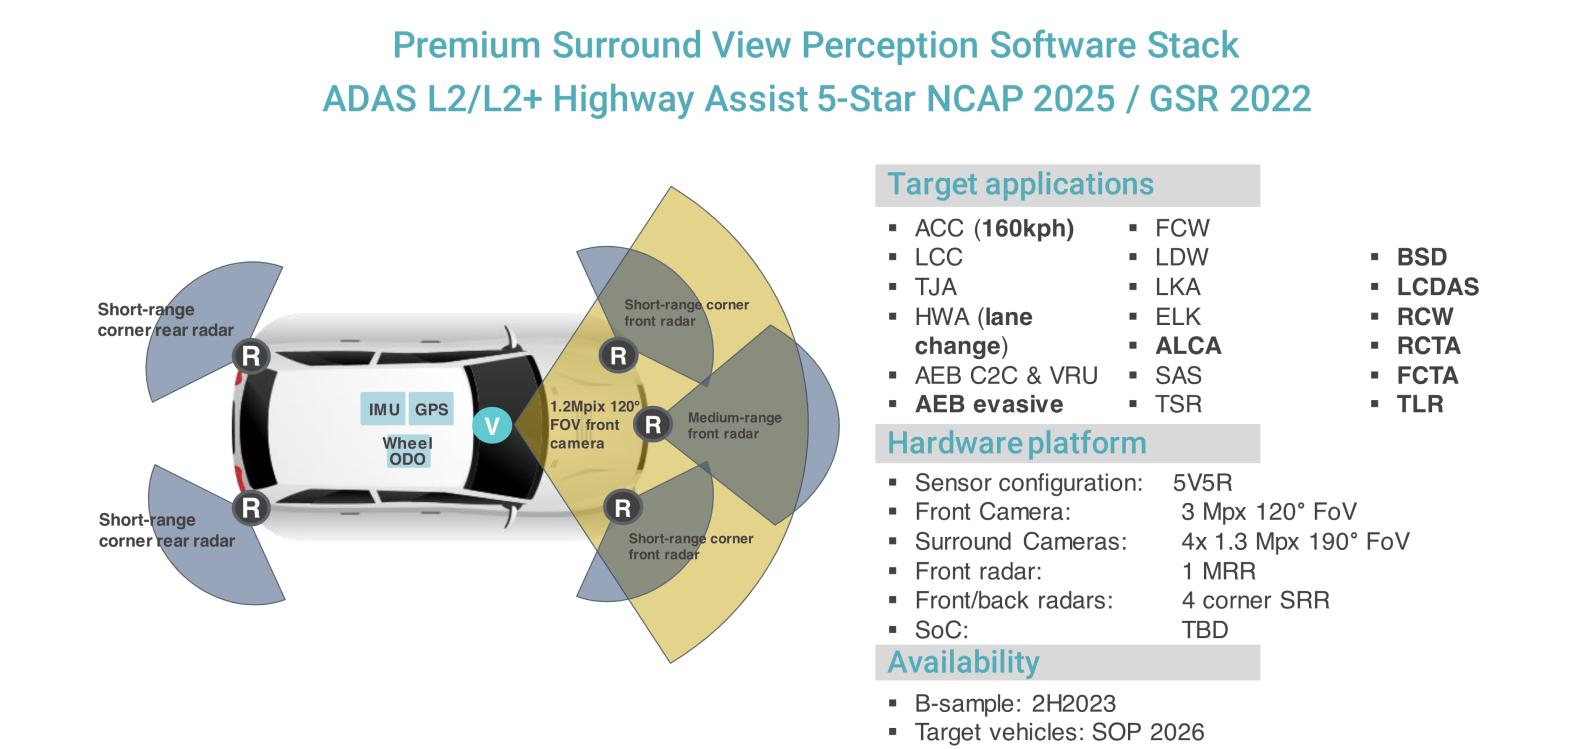 Premium Surround View Perception Software Stack
ADAS L2/L2+ Highway Assist 5-Star NCAP 2025 / GSR 2022
Short-range
corner rear radar
R
Short-range corner
front radar
R
IMU GPS
Wheel
ODO
V
1.2Mpix 120°
FOV front
camera
R
Medium-range
front radar
Short-range
corner rear radar
R
R
Short-range corner
front radar
Target applications
▪ ACC (160kph)
▪ LCC
▪ TJA
▪ HWA (lane
change)
▪ AEB C2C & VRU
▪ AEB evasive
▪ FCW
▪ LDW
▪ LKA
▪ ELK
▪ ALCA
▪ SAS
▪ TSR
▪ BSD
▪ LCDAS
▪ RCW
▪ RCTA
▪ FCTA
▪ TLR
Hardware platform
▪ Sensor configuration: 5V5R
▪ Front Camera: 3 Mpx 120° FoV
▪ Surround Cameras: 4x 1.3 Mpx 190° FoV
▪ Front radar: 1 MRR
▪ Front/back radars: 4 corner SRR
▪ SoC: TBD
Availability
▪ B-sample: 2H2023
▪ Target vehicles: SOP 2026